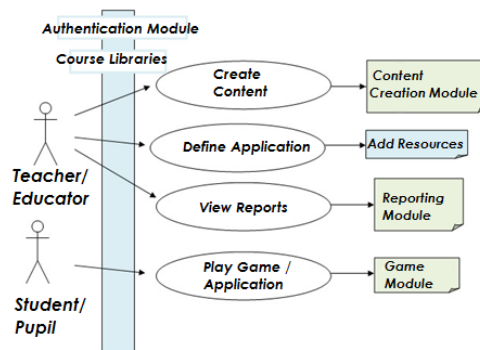 Authentication Module
Course Libraries
Create
Content
Content
Creation Module
Define Application
Add Resources
Teacher/
Educator
View Reports
Reporting
Module
Play Game /
Application
Game
Module
Student/
Pupil